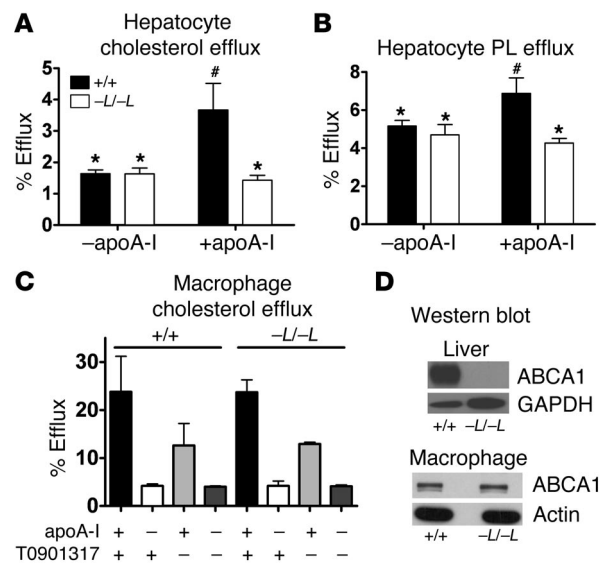 A
Hepatocyte
cholesterol efflux
+/+
–L/–L
% Efflux
5
4
3
2
1
0
*
*
#
*
–apoA-I
+apoA-I
B
Hepatocyte PL efflux
% Efflux
8
6
4
2
0
*
*
#
*
–apoA-I
+apoA-I
C
Macrophage
cholesterol efflux
+/+
–L/–L
% Efflux
30
20
10
0
apoA-I + – + – + – + –
T0901317 + + – – + + – –
D
Western blot
Liver
ABCA1
GAPDH
+/+ –L/–L
Macrophage
ABCA1
Actin
+/+ –L/–L